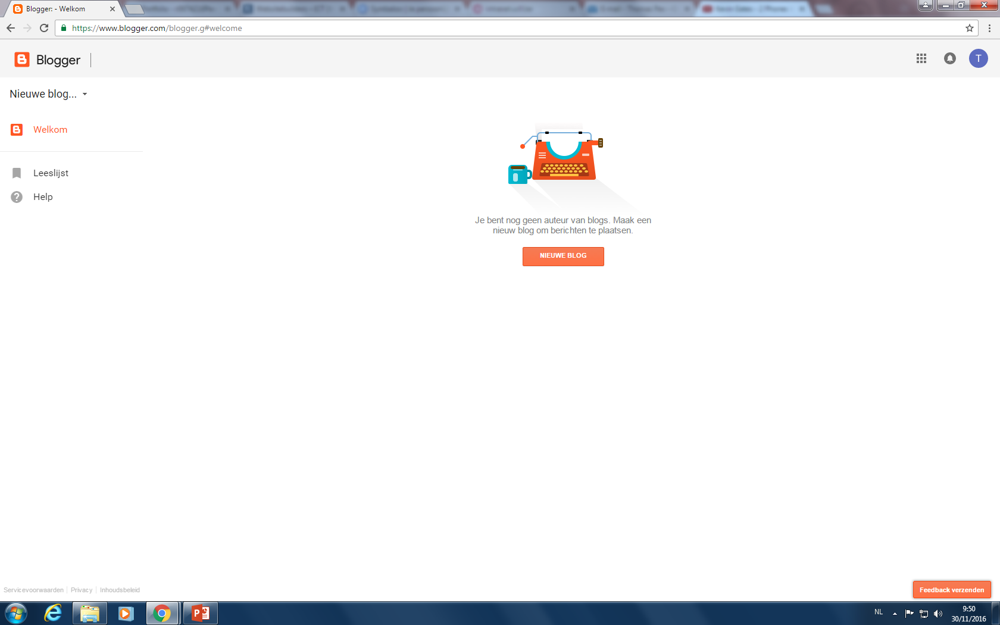 Blogger: - Welkom
https://www.blogger.com/blogger.g#welcome
Blogger
T
Nieuwe blog...
Welkom
Leeslijst
Help
Je bent nog geen auteur van blogs. Maak een
nieuw blog om berichten te plaatsen.
NIEUWE BLOG
Servicevoorwaarden
Privacy
Inhoudsbeleid
Feedback verzenden
NL
9:50
30/11/2016